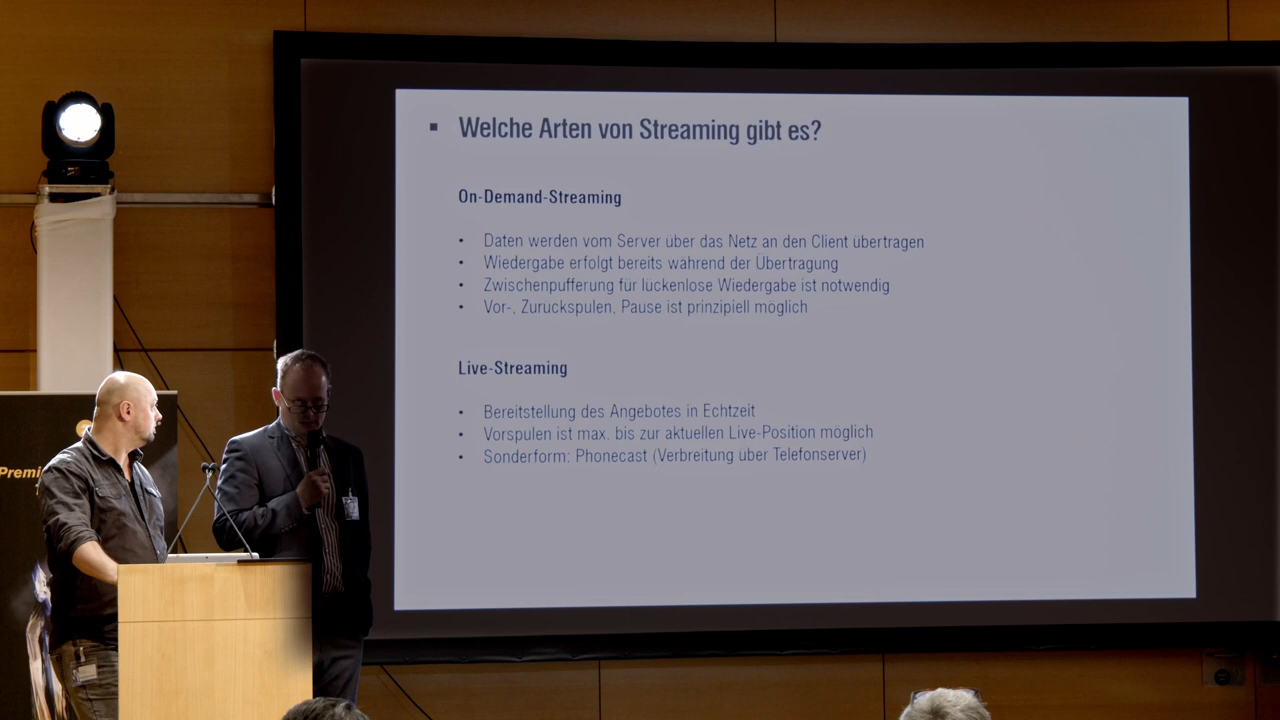 ▪ Welche Arten von Streaming gibt es?
On-Demand-Streaming
• Daten werden vom Server über das Netz an den Client übertragen
• Wiedergabe erfolgt bereits während der Übertragung
• Zwischenpufferung für lückenlose Wiedergabe ist notwendig
• Vor-, Zurückspulen, Pause ist prinzipiell möglich
Live-Streaming
• Bereitstellung des Angebotes in Echtzeit
• Vorspulen ist max. bis zur aktuellen Live-Position möglich
• Sonderform: Phonecast (Verbreitung über Telefonserver)
Premi